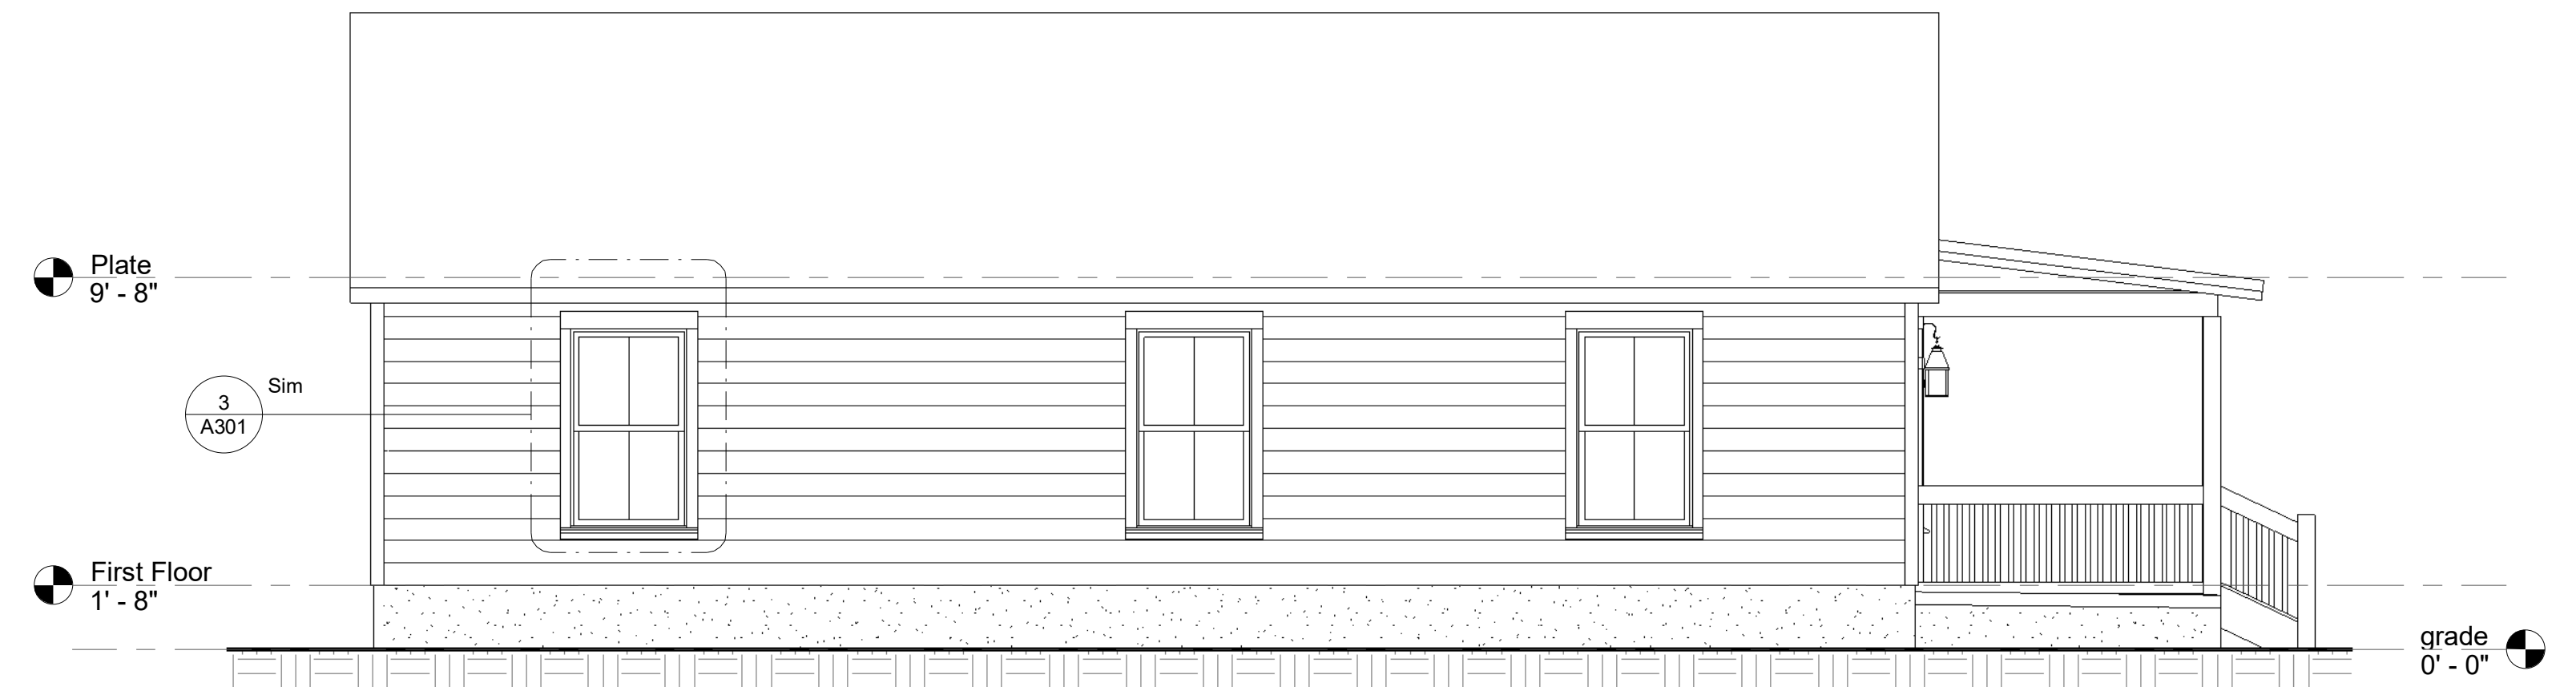 Plate
9' - 8"
Sim
3
A301
First Floor
1' - 8"
grade
0' - 0"